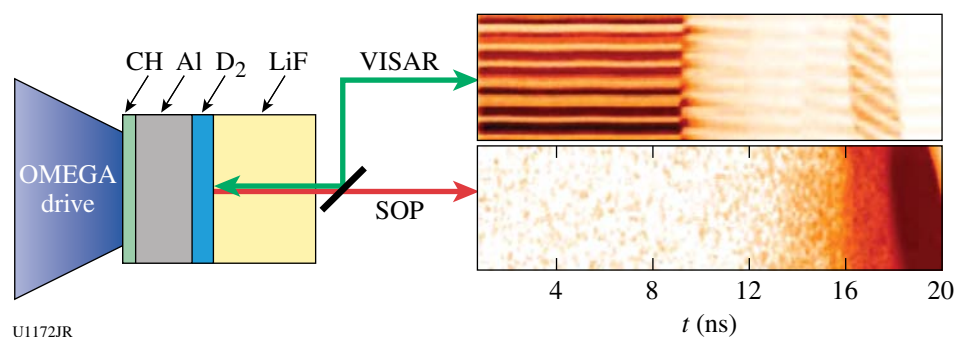 CH Al D₂ LiF
VISAR
OMEGA
drive
SOP
4 8 12 16 20
t (ns)
U1172JR